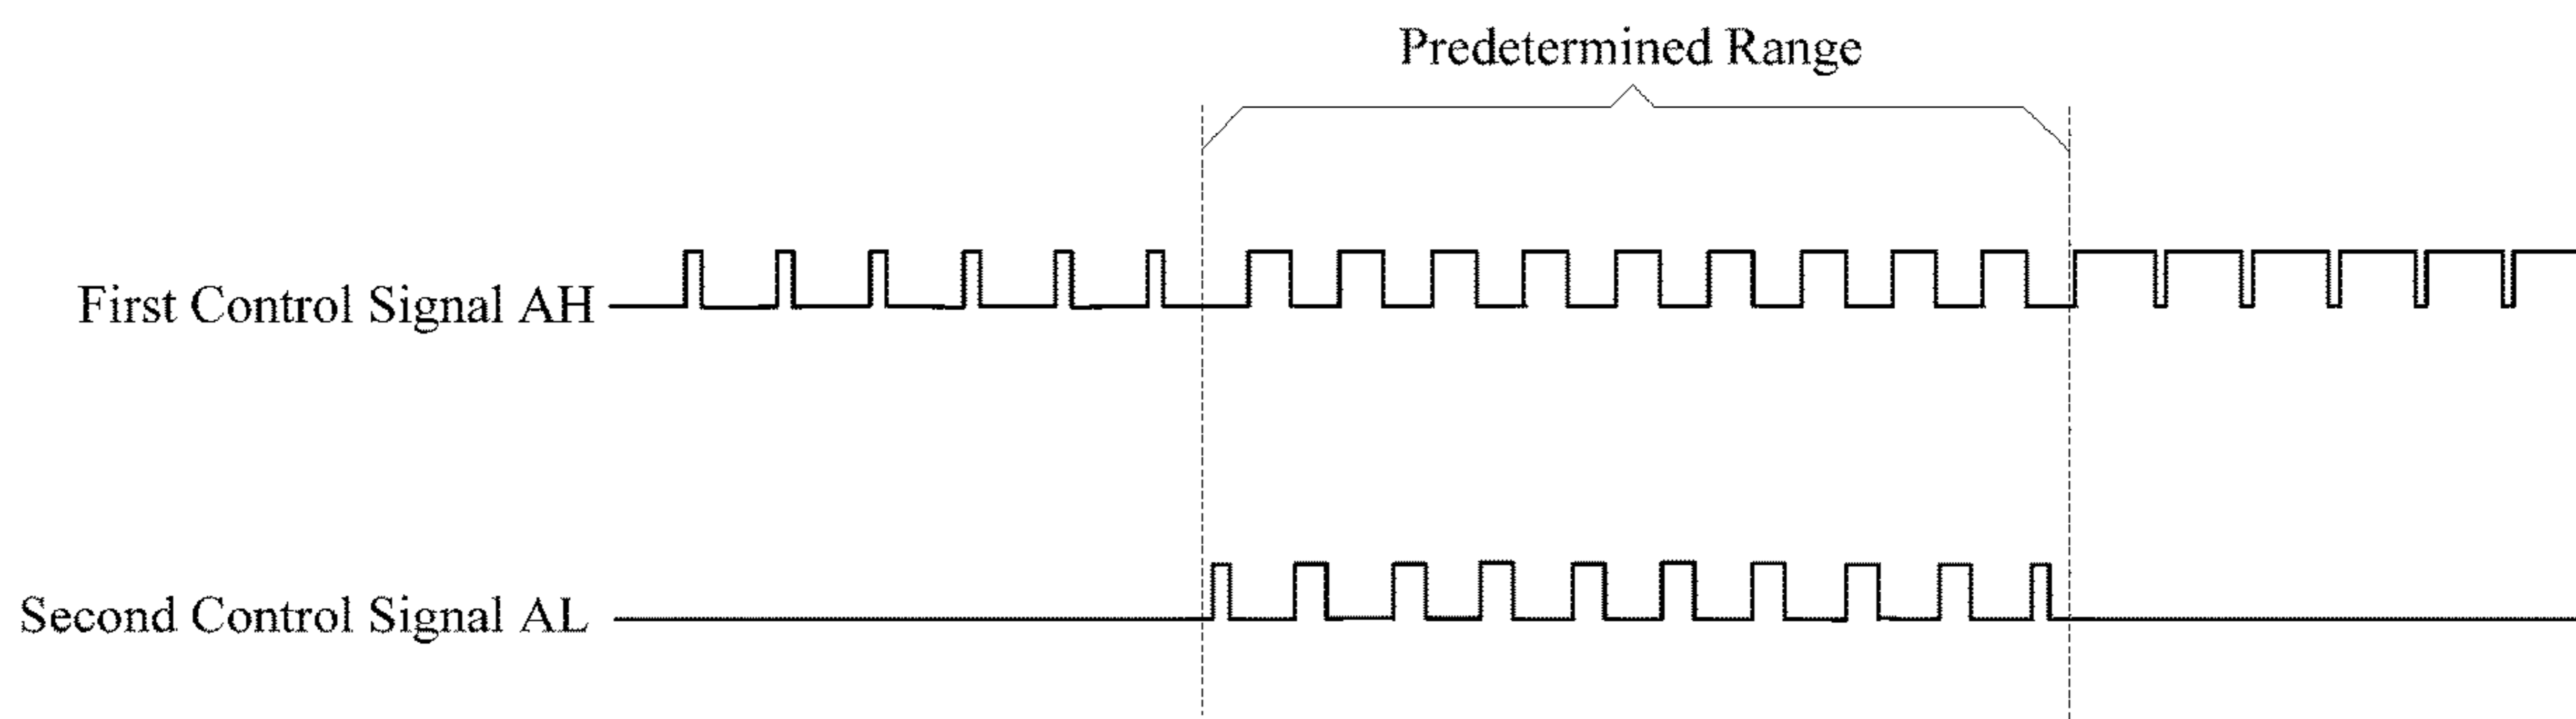 Predetermined Range
First Control Signal AH
Second Control Signal AL